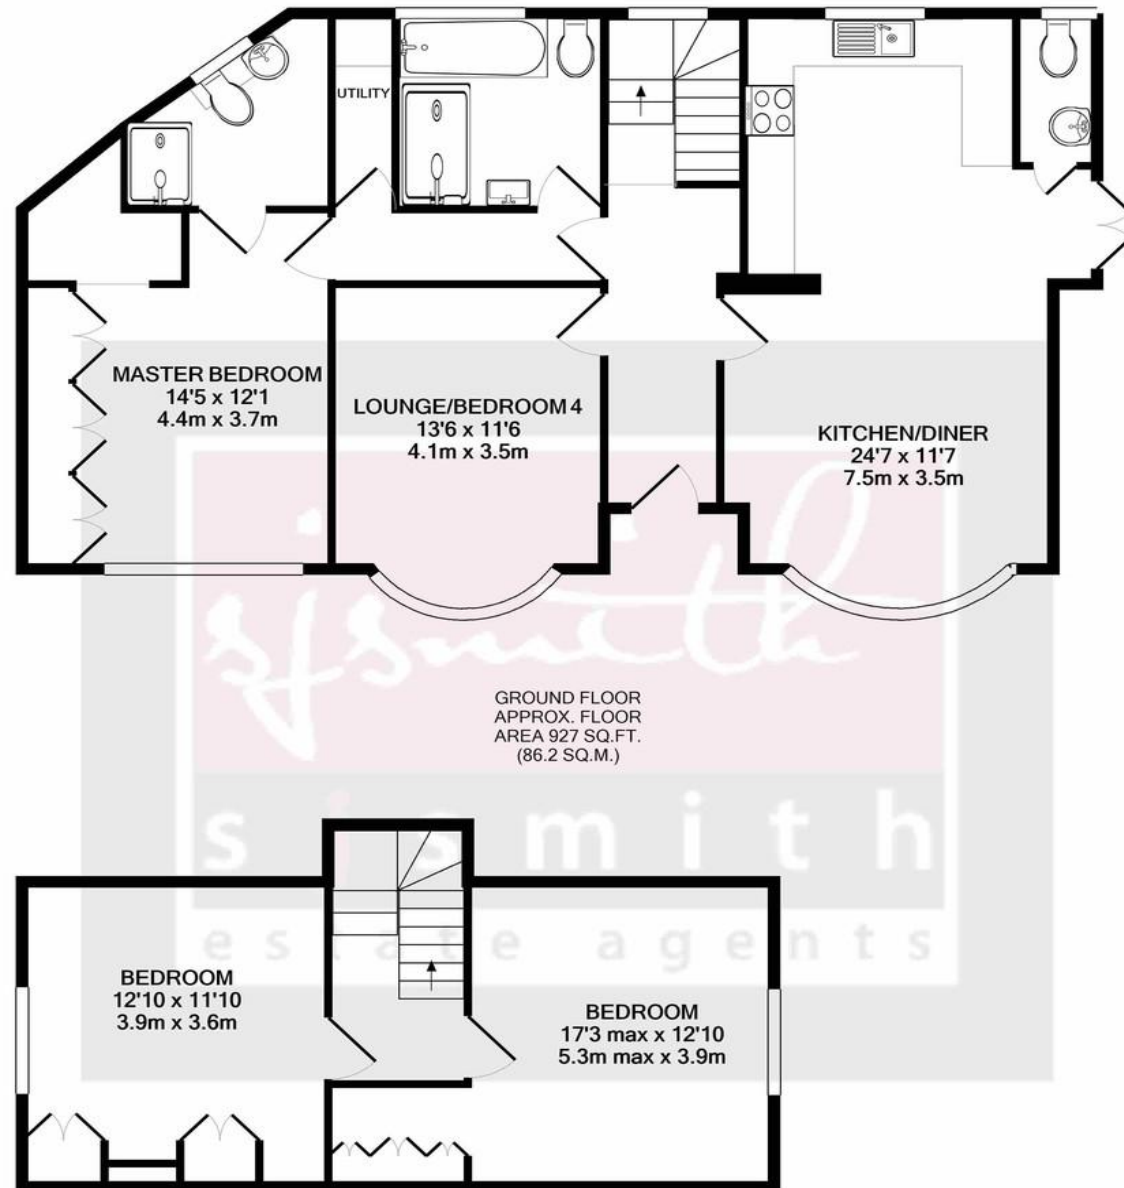 UTILITY
MASTER BEDROOM
14'5 x 12'1
4.4m x 3.7m
LOUNGE/BEDROOM 4
13'6 x 11'6
4.1m x 3.5m
KITCHEN/DINER
24'7 x 11'7
7.5m x 3.5m
sjsmith
GROUND FLOOR
APPROX. FLOOR
AREA 927 SQ.FT.
(86.2 SQ.M.)
sjsmith
estate agents
BEDROOM
12'10 x 11'10
3.9m x 3.6m
BEDROOM
17'3 max x 12'10
5.3m max x 3.9m